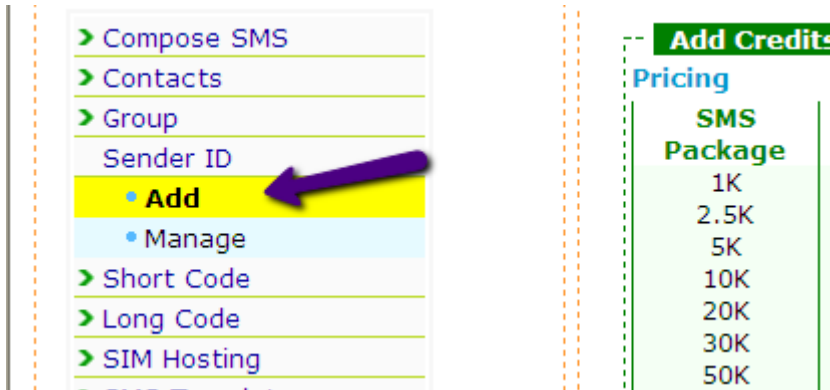 Compose SMS
Contacts
Group
Sender ID
Add
Manage
Short Code
Long Code
SIM Hosting
Add Credits
Pricing
SMS
Package
1K
2.5K
5K
10K
20K
30K
50K